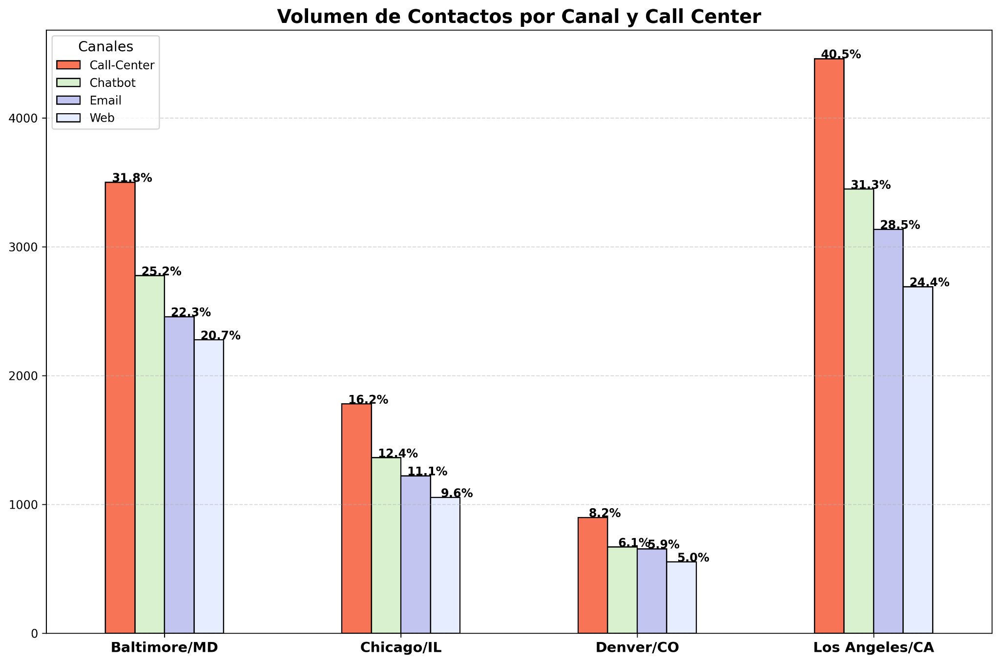 Volumen de Contactos por Canal y Call Center
Canales
Call-Center
Chatbot
Email
Web
4000
3000
2000
1000
0
31.8%
25.2%
22.3%
20.7%
16.2%
12.4%
11.1%
9.6%
8.2%
6.1%
5.9%
5.0%
40.5%
31.3%
28.5%
24.4%
Baltimore/MD
Chicago/IL
Denver/CO
Los Angeles/CA